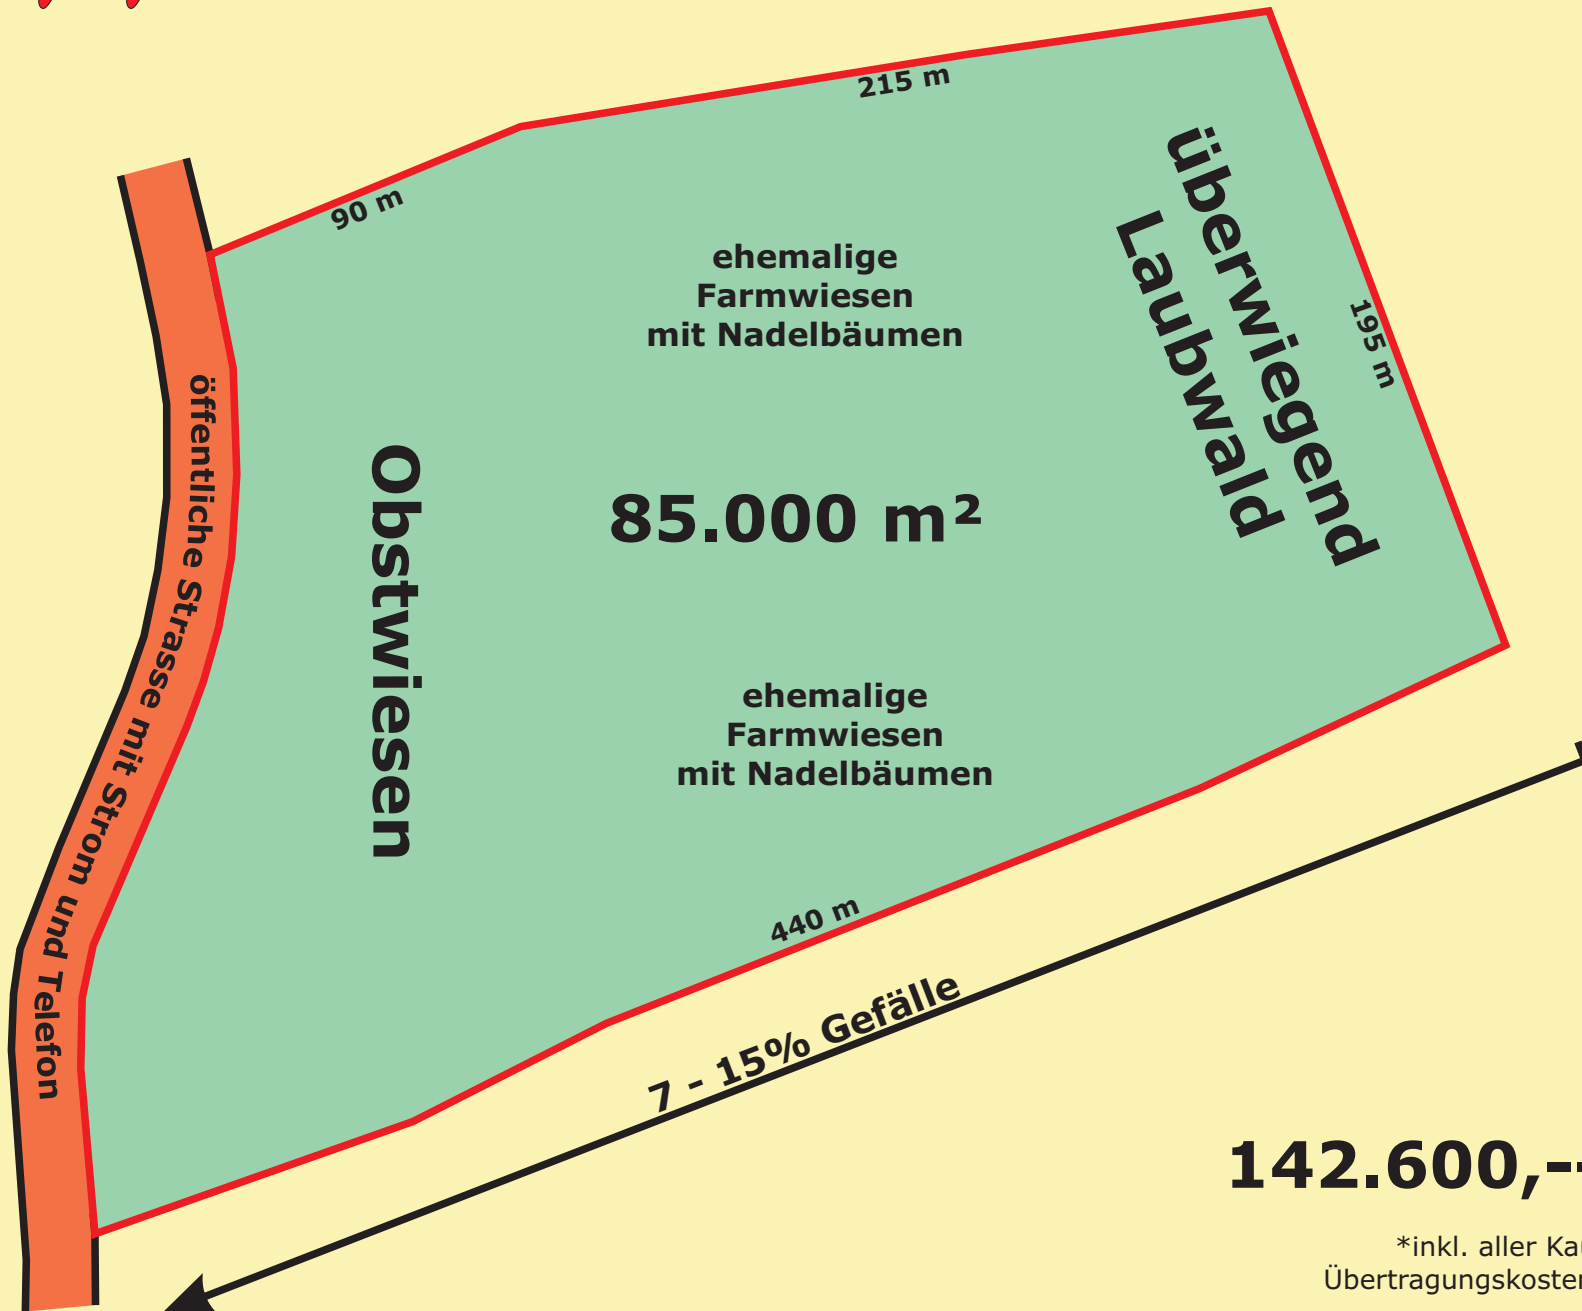 215 m
90 m
überwiegend
Laubwald
ehemalige
Farmwiesen
mit Nadelbäumen
195 m
öffentliche Strasse mit Strom und Telefon
Obstwiesen
85.000 m²
ehemalige
Farmwiesen
mit Nadelbäumen
440 m
7 - 15% Gefälle
142.600,--
*inkl. aller
Übertragungskosten